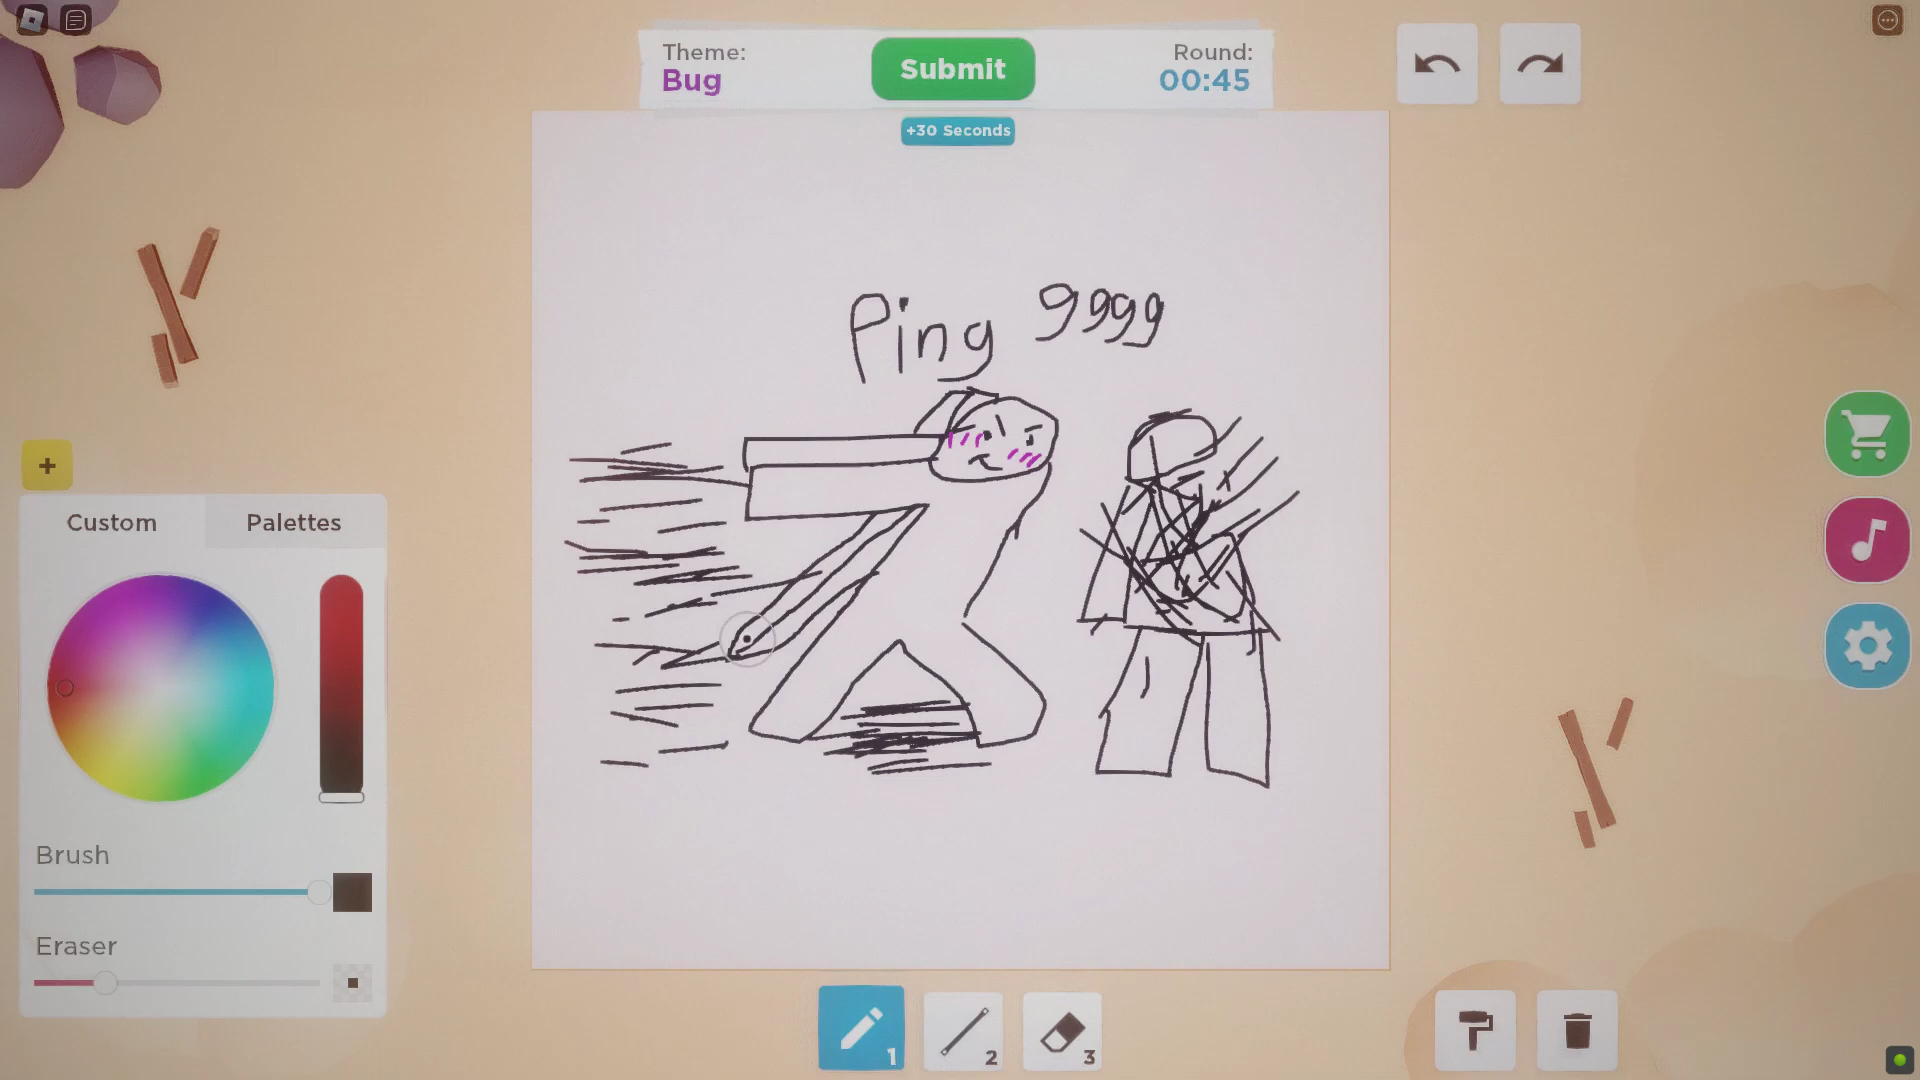 Theme:
Bug
Submit
Round:
00:45
+30 Seconds
Ping 9999
+
Custom
Palettes
Brush
Eraser
1
2
3